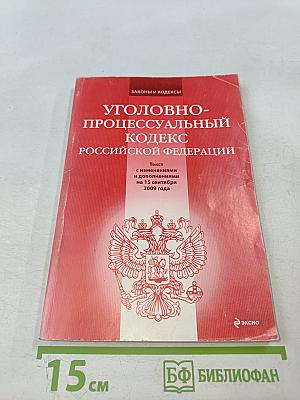 ЗАКОНЫ И КОДЕКСЫ
УГОЛОВНО-
ПРОЦЕССУАЛЬНЫЙ
КОДЕКС
РОССИЙСКОЙ ФЕДЕРАЦИИ
Текст
с изменениями
и дополнениями
на 15 сентября
2009 года
ЭКСМО
15 см
БФ БИБЛИОФАН